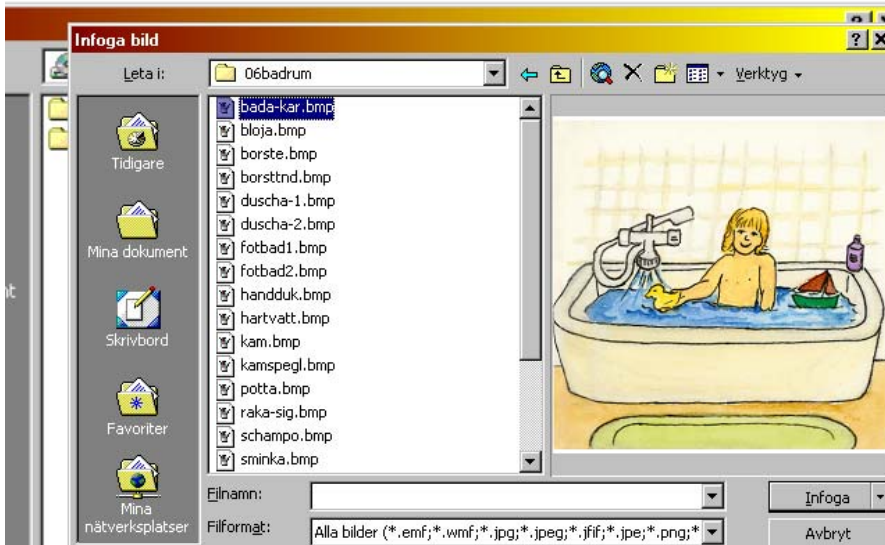 Infoga bild
Leta i: 06badrum Verktyg
Tidigare
Mina dokument
Skrivbord
Favoriter
Mina nätverksplatser
bada-kar.bmp
bloja.bmp
borste.bmp
borsttnd.bmp
duscha-1.bmp
duscha-2.bmp
fotbad1.bmp
fotbad2.bmp
handduk.bmp
hartvatt.bmp
kam.bmp
kamspegl.bmp
potta.bmp
raka-sig.bmp
schampo.bmp
sminka.bmp
Filnamn: Infoga
Filformat: Alla bilder (*.emf;*.wmf;*.jpg;*.jpeg;*.jfif;*.jpe;*.png;* Avbryt